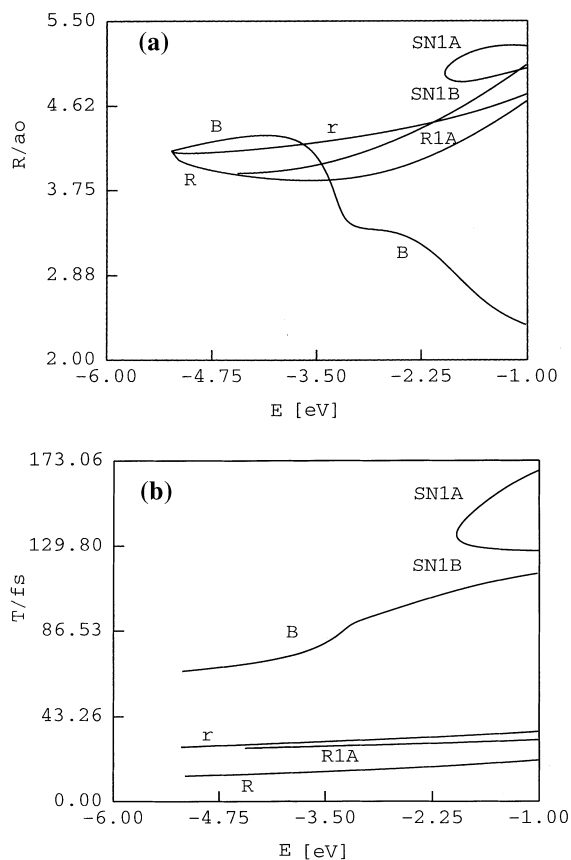 5.50
(a)
SN1A
4.62
SN1B
B
r
R/ao
R1A
3.75
R
2.88
B
2.00
-6.00 -4.75 -3.50 -2.25 -1.00
E [eV]
173.06
(b)
SN1A
129.80
SN1B
T/fs
86.53
B
43.26
r
R1A
R
0.00
-6.00 -4.75 -3.50 -2.25 -1.00
E [eV]